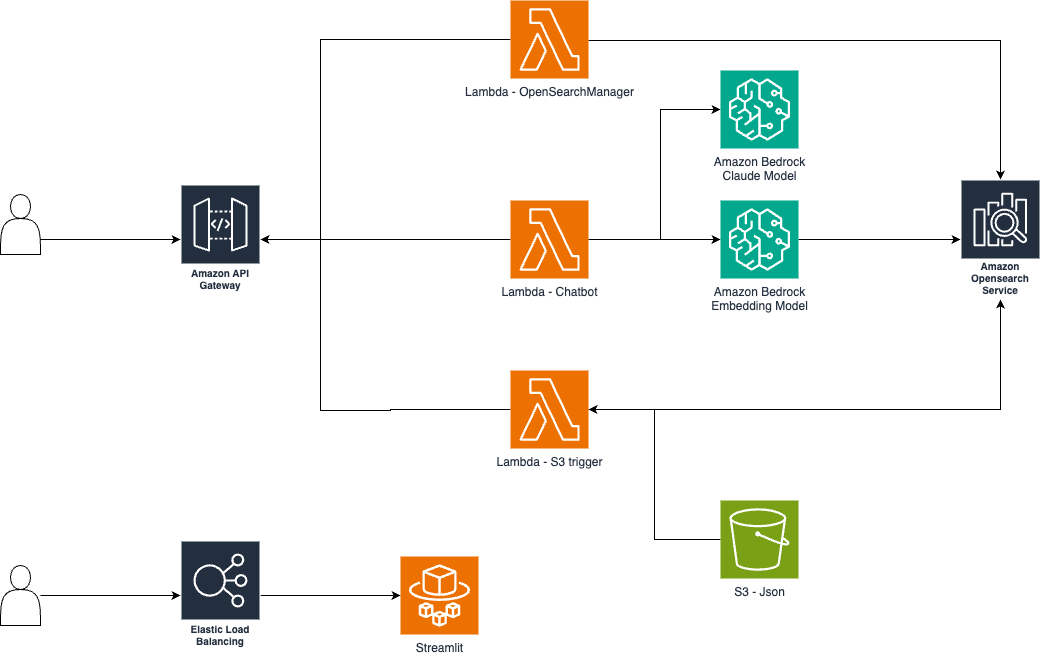 Lambda - OpenSearchManager
Amazon Bedrock
Claude Model
</>
Amazon API
Gateway
Lambda - Chatbot
Amazon Bedrock
Embedding Model
Amazon
Opensearch
Service
Lambda - S3 trigger
S3 - Json
Elastic Load
Balancing
Streamlit